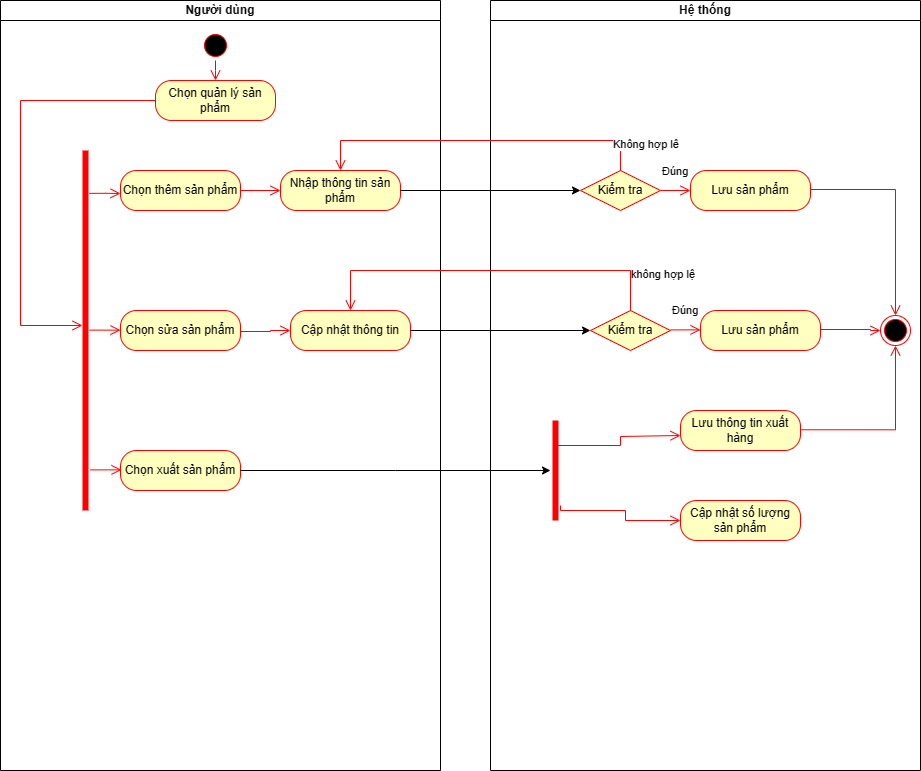 Người dùng
Hệ thống
Chọn quản lý sản
phẩm
Không hợp lê
Chọn thêm sản phẩm
Nhập thông tin sản
phẩm
Kiểm tra
Đúng
Lưu sản phẩm
không hợp lệ
Chọn sửa sản phẩm
Cập nhật thông tin
Kiểm tra
Đúng
Lưu sản phẩm
Lưu thông tin xuất
hàng
Chọn xuất sản phẩm
Cập nhật số lượng
sản phẩm